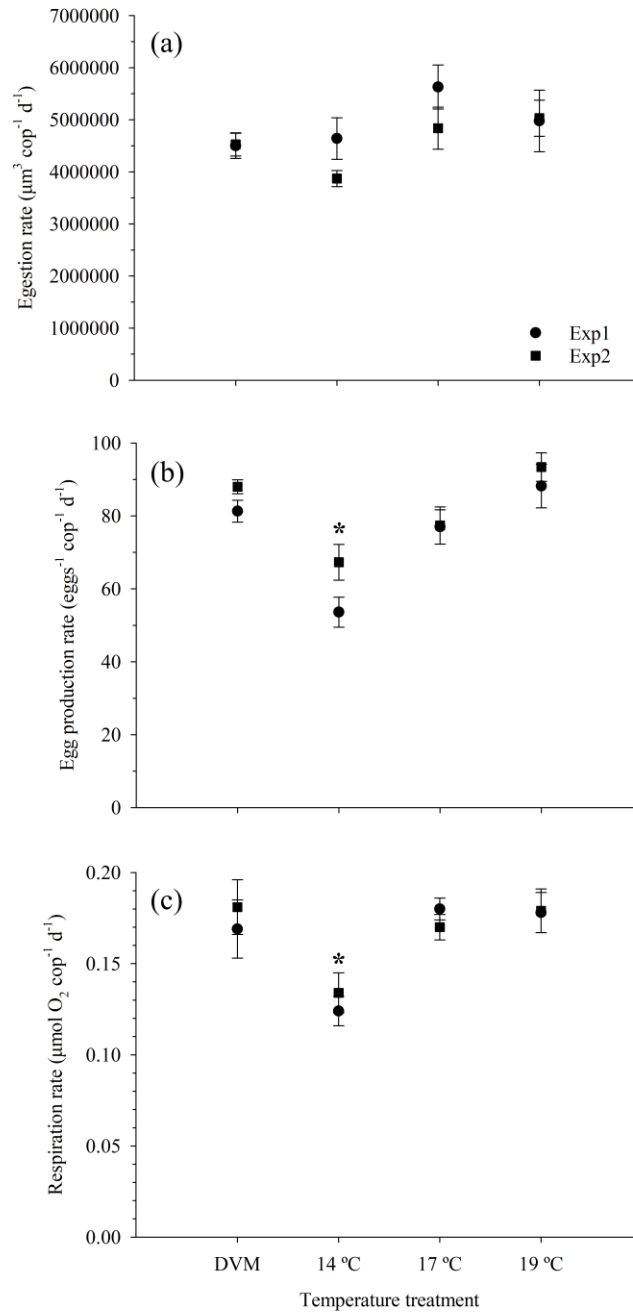 (a)
Egestion rate (µm³ cop⁻¹ d⁻¹)
7000000
6000000
5000000
4000000
3000000
2000000
1000000
0
Exp1
Exp2
(b)
Egg production rate (eggs⁻¹ cop⁻¹ d⁻¹)
100
80
60
40
20
0
*
(c)
Respiration rate (µmol O₂ cop⁻¹ d⁻¹)
0.20
0.15
0.10
0.05
0.00
*
DVM 14 ºC 17 ºC 19 ºC
Temperature treatment